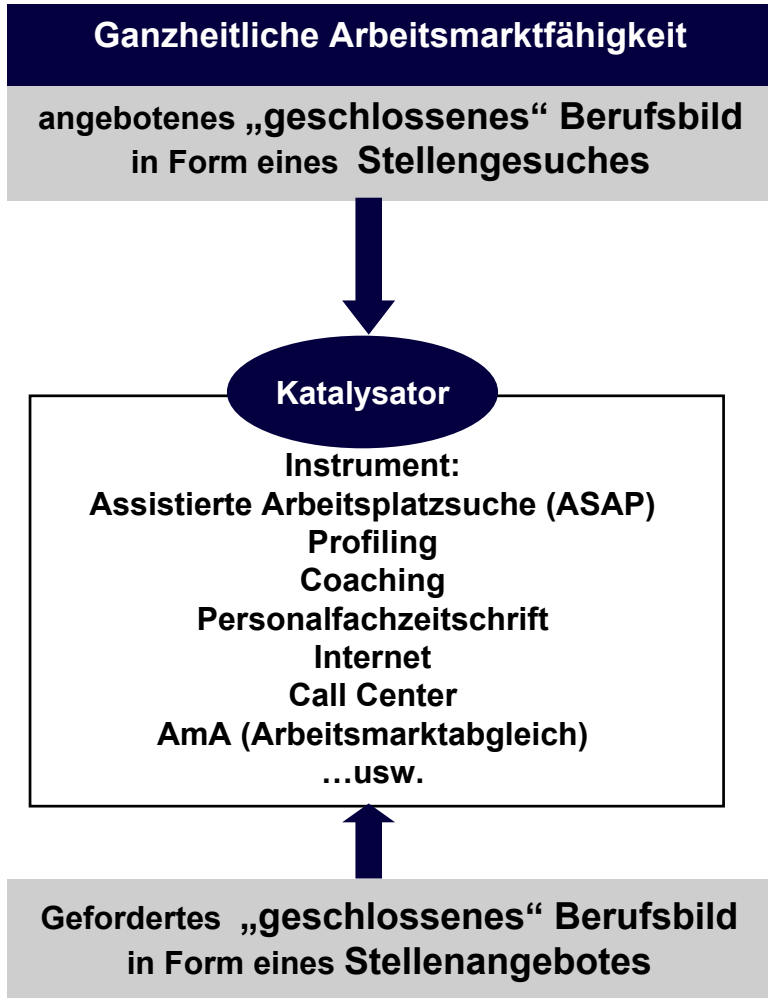 Ganzheitliche Arbeitsmarktfähigkeit
angebotenes „geschlossenes“ Berufsbild
in Form eines Stellengesuches
Katalysator
Instrument:
Assistierte Arbeitsplatzsuche (ASAP)
Profiling
Coaching
Personalfachzeitschrift
Internet
Call Center
AmA (Arbeitsmarktabgleich)
…usw.
Gefordertes „geschlossenes“ Berufsbild
in Form eines Stellenangebotes